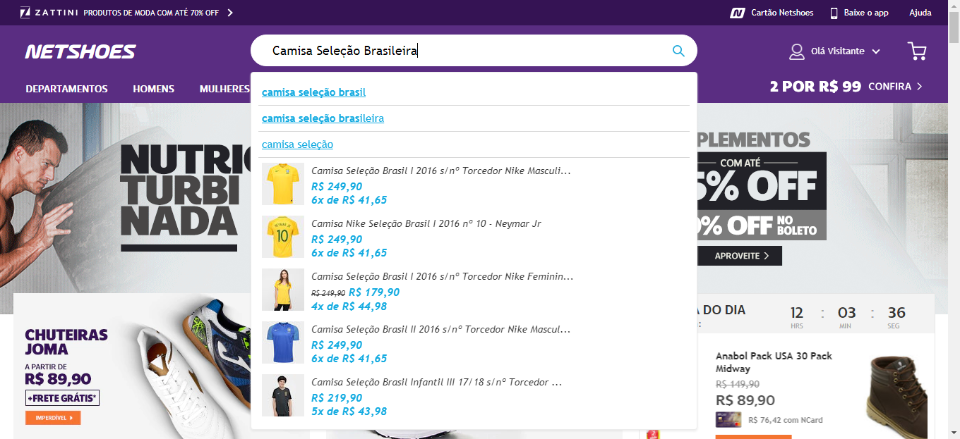 ZATTINI PRODUTOS DE MODA COM ATÉ 70% OFF
Cartão Netshoes
Baixe o app
Ajuda
NETSHOES
Camisa Seleção Brasileira
Olá Visitante
DEPARTAMENTOS HOMENS MULHERES
2 POR R$ 99 CONFIRA
camisa seleção brasil
camisa seleção brasileira
camisa seleção
Camisa Seleção Brasil I 2016 s/nº Torcedor Nike Masculi...
R$ 249,90
6x de R$ 41,65
Camisa Nike Seleção Brasil I 2016 nº 10 - Neymar Jr
R$ 249,90
6x de R$ 41,65
Camisa Seleção Brasil I 2016 s/nº Torcedor Nike Feminin...
R$ 249,90 R$ 179,90
4x de R$ 44,98
Camisa Seleção Brasil II 2016 s/nº Torcedor Nike Mascul...
R$ 249,90
6x de R$ 41,65
Camisa Seleção Brasil Infantil III 17/18 s/nº Torcedor ...
R$ 219,90
5x de R$ 43,98
NUTRIC
TURBI
NADA
PLEMENTOS
COM ATÉ
5% OFF
0% OFF NO
BOLETO
APROVEITE
CHUTEIRAS
JOMA
A PARTIR DE
R$ 89,90
+FRETE GRÁTIS*
IMPERDÍVEL
A DO DIA
12 : 03 : 36
HRS MIN SEG
Anabol Pack USA 30 Pack
Midway
R$ 149,90
R$ 89,90
R$ 76,42 com NCard